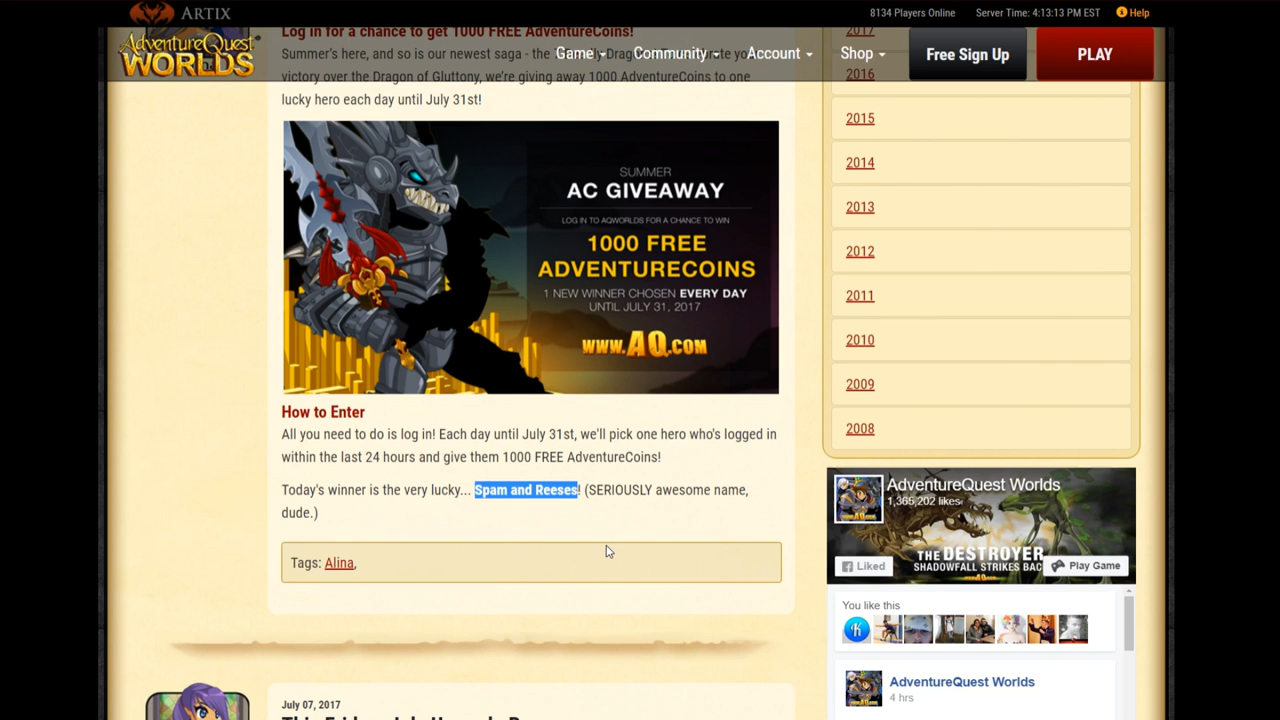 ARTIX
8134 Players Online
Server Time: 4:13:13 PM EST
Help
AdventureQuest
WORLDS
Game
Community
Account
Shop
Free Sign Up
PLAY
Log in for a chance to get 1000 FREE AdventureCoins!
Summer's here, and so is our newest saga - the
victory over the Dragon of Gluttony, we're giving away 1000 AdventureCoins to one
lucky hero each day until July 31st!
SUMMER
AC GIVEAWAY
LOG IN TO AQWORLDS FOR A CHANCE TO WIN
1000 FREE
ADVENTURECOINS
1 NEW WINNER CHOSEN EVERY DAY
UNTIL JULY 31, 2017
WWW.AQ.COM
How to Enter
All you need to do is log in! Each day until July 31st, we'll pick one hero who's logged in
within the last 24 hours and give them 1000 FREE AdventureCoins!
Today's winner is the very lucky... Spam and Reeses! (SERIOUSLY awesome name,
dude.)
Tags: Alina,
July 07, 2017
2017
2016
2015
2014
2013
2012
2011
2010
2009
2008
AdventureQuest Worlds
1,365,202 likes
THE DESTROYER
SHADOWFALL STRIKES BAC
www.AQ.com
Liked
Play Game
You like this
AdventureQuest Worlds
4 hrs